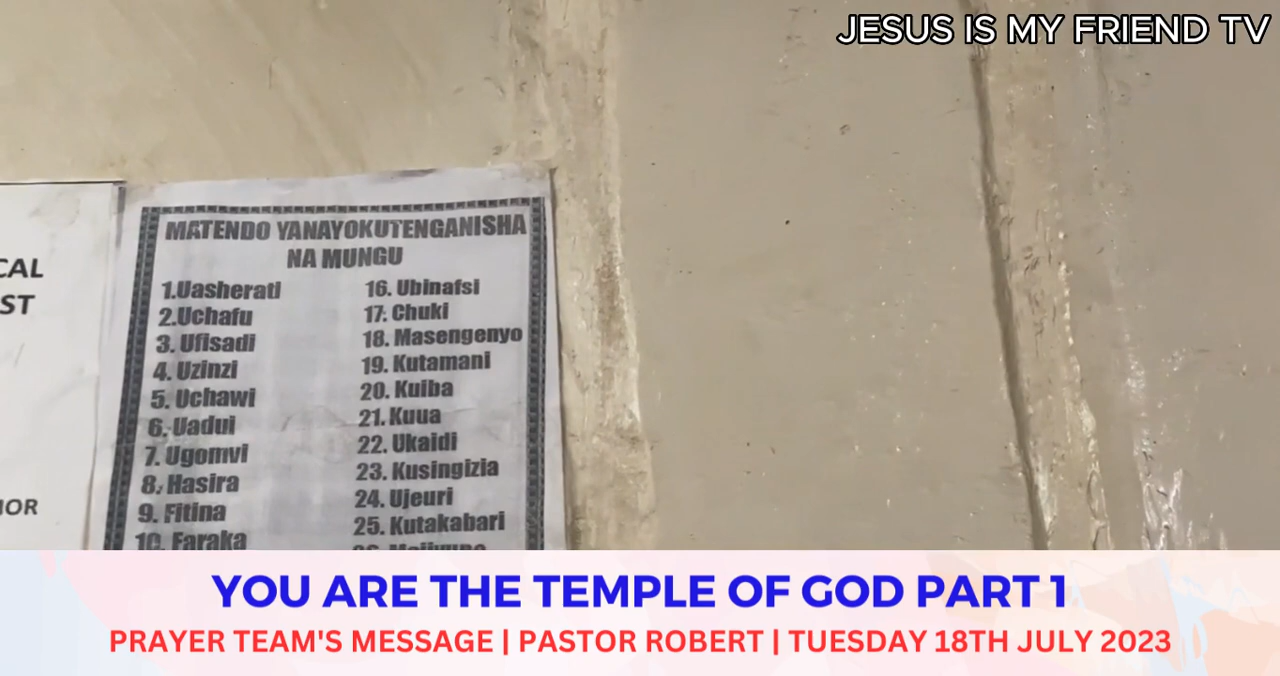 JESUS IS MY FRIEND TV
CAL
ST
IOR
MATENDO YANAYOKUTENGANISHA
NA MUNGU
1.Uasherati
2.Uchafu
3. Ufisadi
4. Uzinzi
5. Uchawi
6. Uadui
7. Ugomvi
8. Hasira
9. Fitina
10. Faraka
16. Ubinafsi
17. Chuki
18. Masengenyo
19. Kutamani
20. Kuiba
21. Kuua
22. Ukaidi
23. Kusingizia
24. Ujeuri
25. Kutakabari
YOU ARE THE TEMPLE OF GOD PART 1
PRAYER TEAM'S MESSAGE | PASTOR ROBERT | TUESDAY 18TH JULY 2023